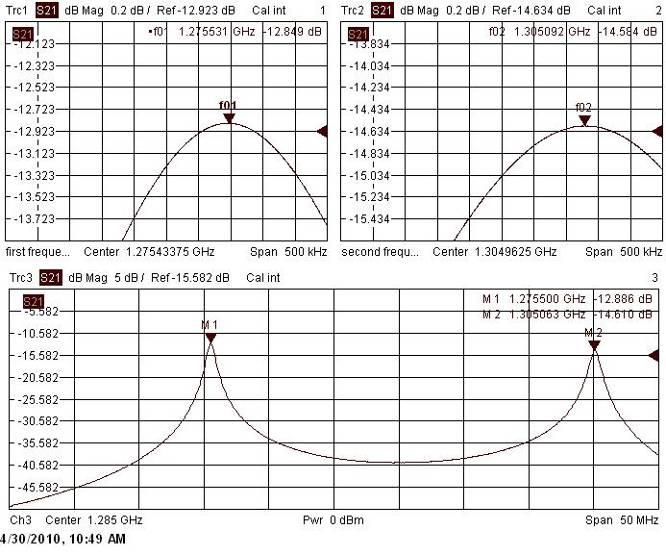 Trc1 S21 dB Mag 0.2 dB / Ref-12.923 dB Cal int 1
S21
•f01 1.275531 GHz -12.849 dB
-12.123
-12.323
-12.523
-12.723
f01
-12.923
-13.123
-13.323
-13.523
-13.723
first freque... Center 1.27543375 GHz Span 500 kHz
Trc2 S21 dB Mag 0.2 dB / Ref-14.634 dB Cal int 2
S21
f02 1.305092 GHz -14.584 dB
-13.834
-14.034
-14.234
-14.434
f02
-14.634
-14.834
-15.034
-15.234
-15.434
second frequ... Center 1.3049625 GHz Span 500 kHz
Trc3 S21 dB Mag 5 dB / Ref-15.582 dB Cal int 3
S21
M 1 1.275500 GHz -12.886 dB
M 2 1.305063 GHz -14.610 dB
-5.582
M 1
M 2
-10.582
-15.582
-20.582
-25.582
-30.582
-35.582
-40.582
-45.582
Ch3 Center 1.285 GHz Pwr 0 dBm Span 50 MHz
4/30/2010, 10:49 AM